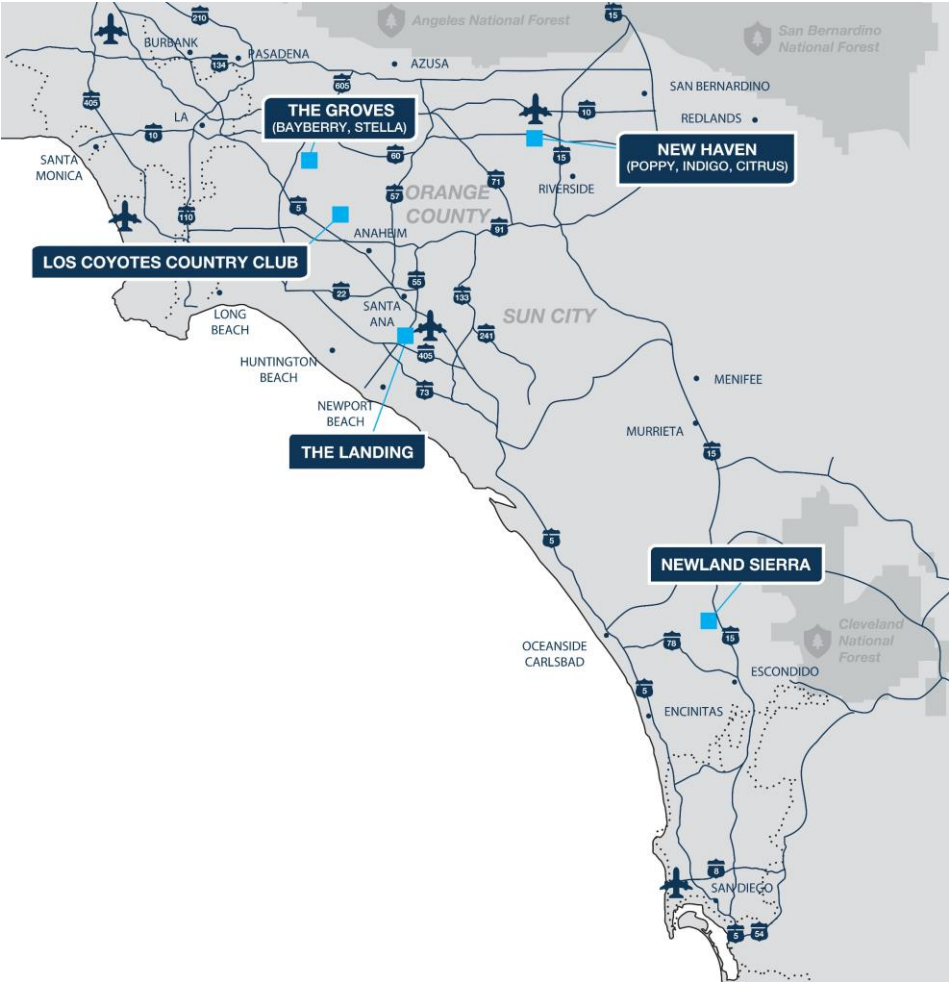 Angeles National Forest
15
210
San Bernardino
National Forest
BURBANK
PASADENA
134
AZUSA
605
SAN BERNARDINO
405
THE GROVES
(BAYBERRY, STELLA)
10
REDLANDS
LA
10
60
15
NEW HAVEN
(POPPY, INDIGO, CITRUS)
SANTA
MONICA
71
RIVERSIDE
57
ORANGE
COUNTY
5
110
91
ANAHEIM
LOS COYOTES COUNTRY CLUB
55
22
133
SANTA
ANA
LONG
BEACH
SUN CITY
241
405
HUNTINGTON
BEACH
73
MENIFEE
NEWPORT
BEACH
MURRIETA
THE LANDING
15
5
NEWLAND SIERRA
Cleveland
National
Forest
78
15
OCEANSIDE
CARLSBAD
ESCONDIDO
5
ENCINITAS
8
SAN DIEGO
5
54